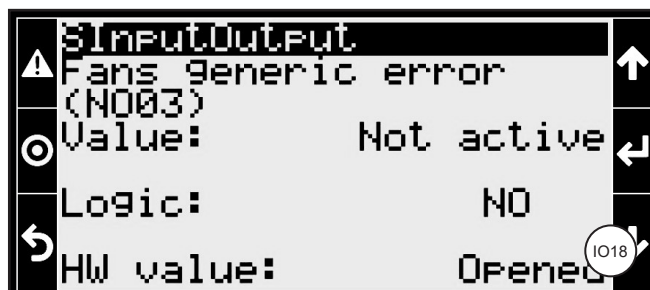 SInputOutput
Fans generic error
(NO03)
Value: Not active
Logic: NO
HW value: Opened
IO18